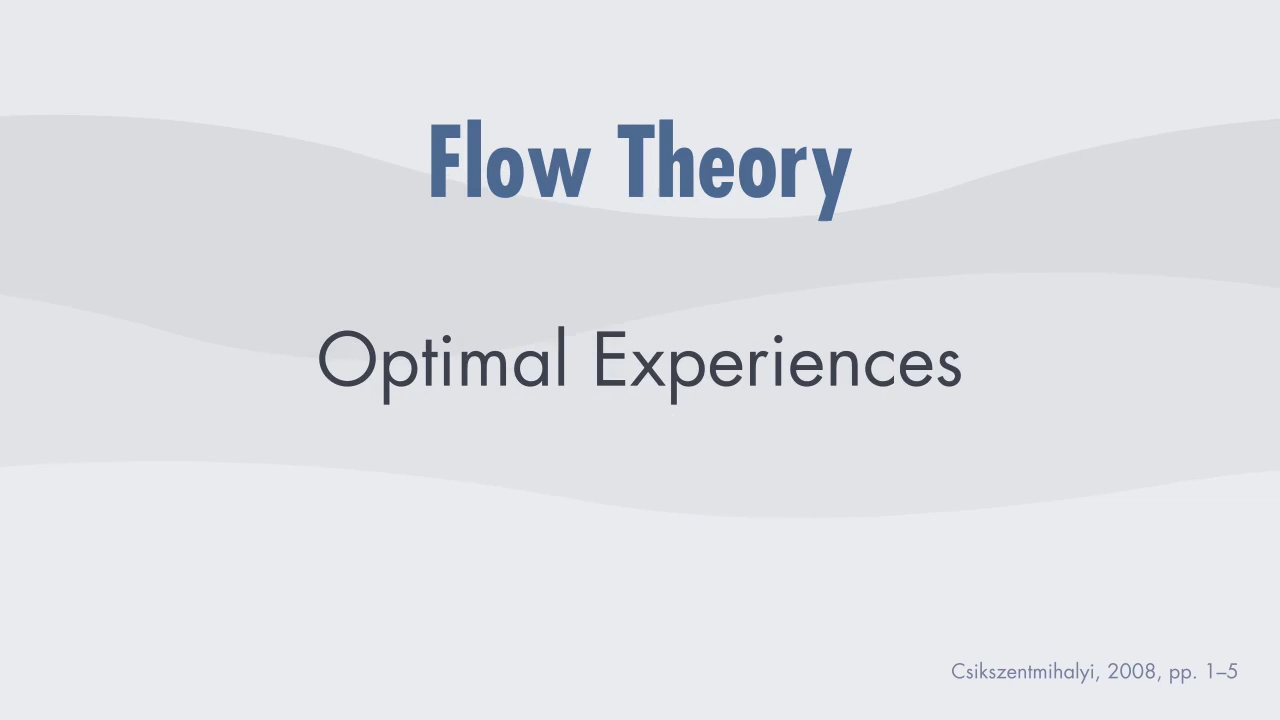 Flow Theory
Optimal Experiences
Csikszentmihalyi, 2008, pp. 1–5